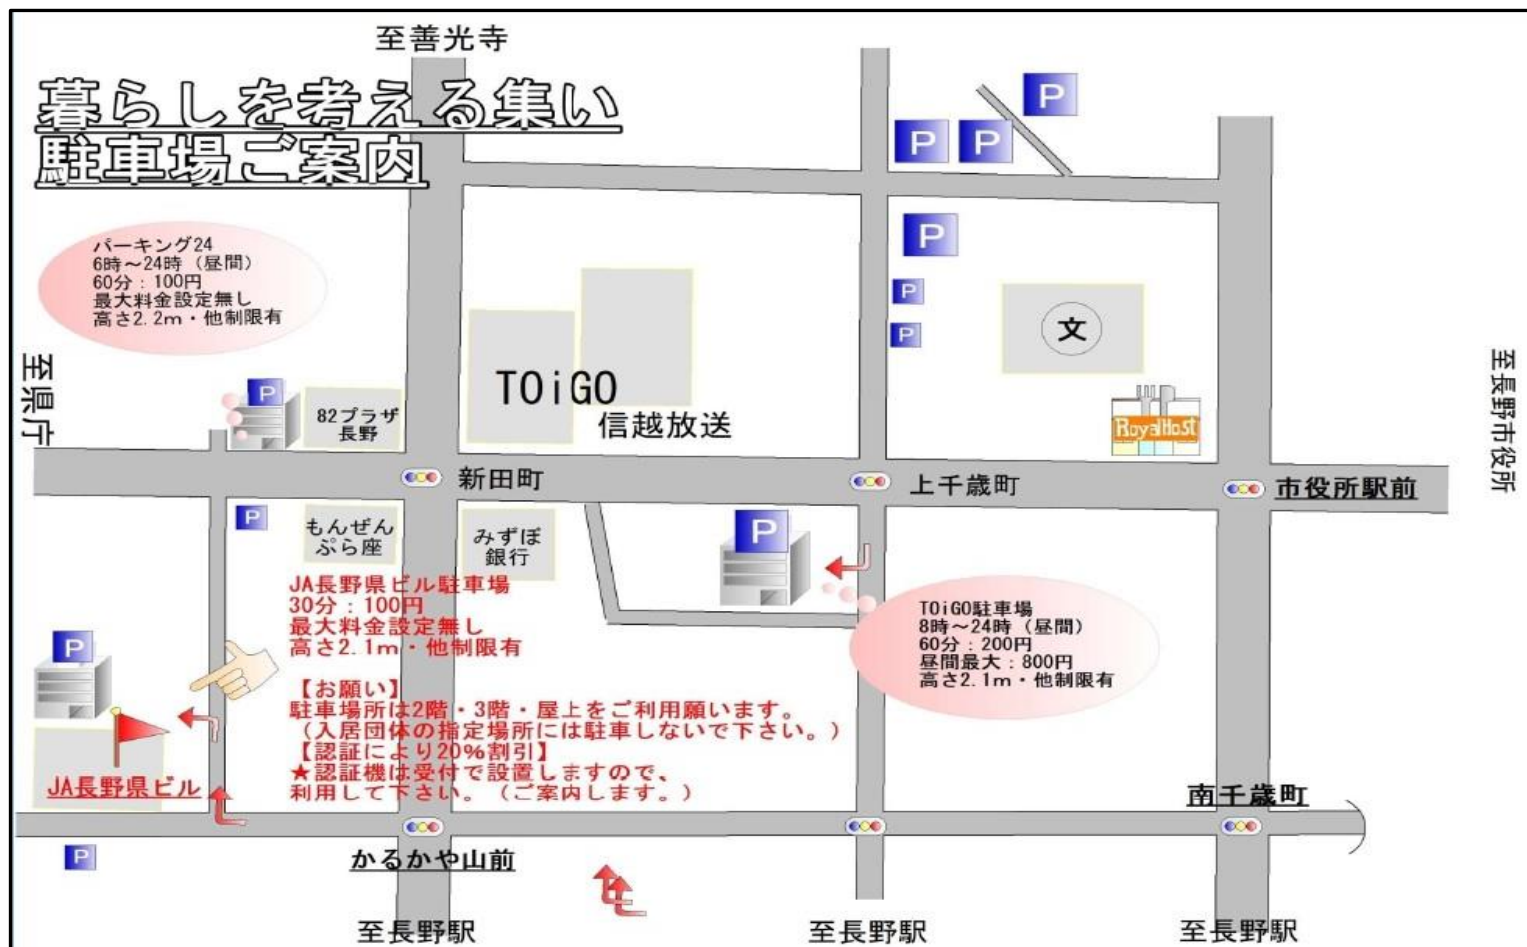 至善光寺
暮らしを考える集い
駐車場ご案内
P
P
P
パーキング24
6時～24時（昼間）
60分：100円
最大料金設定無し
高さ2.2m・他制限有
P
P
P
文
至県庁
至長野市役所
P
82プラザ
長野
TOiGO
信越放送
RoyalHost
新田町
上千歳町
市役所駅前
P
もんぜん
ぷら座
みずぼ
銀行
P
JA長野県ビル駐車場
30分：100円
最大料金設定無し
高さ2.1m・他制限有
TOiGO駐車場
8時～24時（昼間）
60分：200円
昼間最大：800円
高さ2.1m・他制限有
P
【お願い】
駐車場所は2階・3階・屋上をご利用願います。
（入居団体の指定場所には駐車しないで下さい。）
【認証により20%割引】
★認証機は受付で設置しますので、
利用して下さい。（ご案内します。）
JA長野県ビル
南千歳町
P
かるかや山前
至長野駅
至長野駅
至長野駅